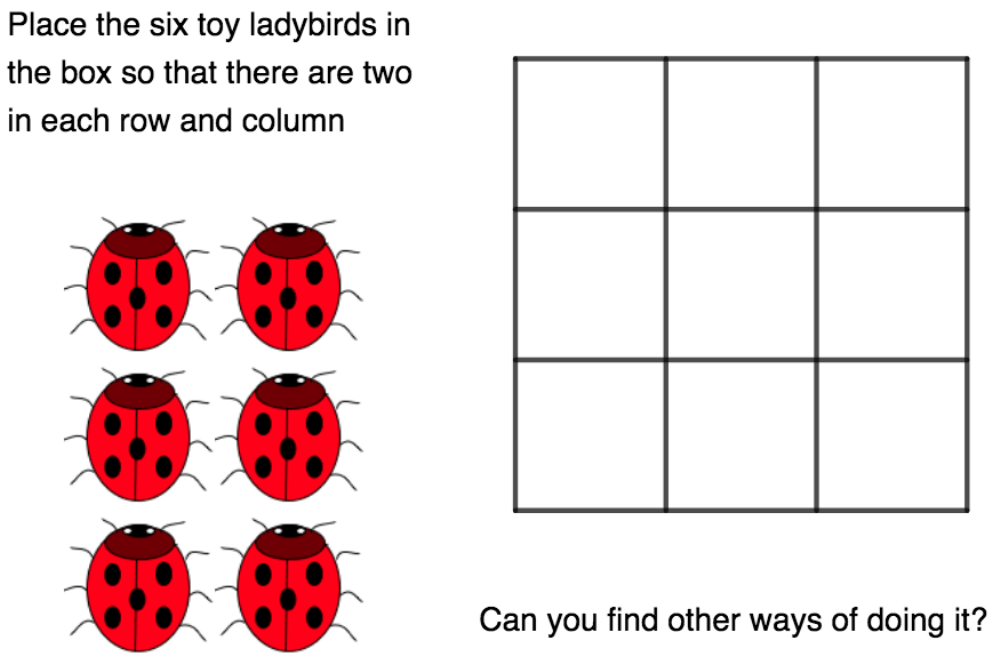 Place the six toy ladybirds in
the box so that there are two
in each row and column
Can you find other ways of doing it?